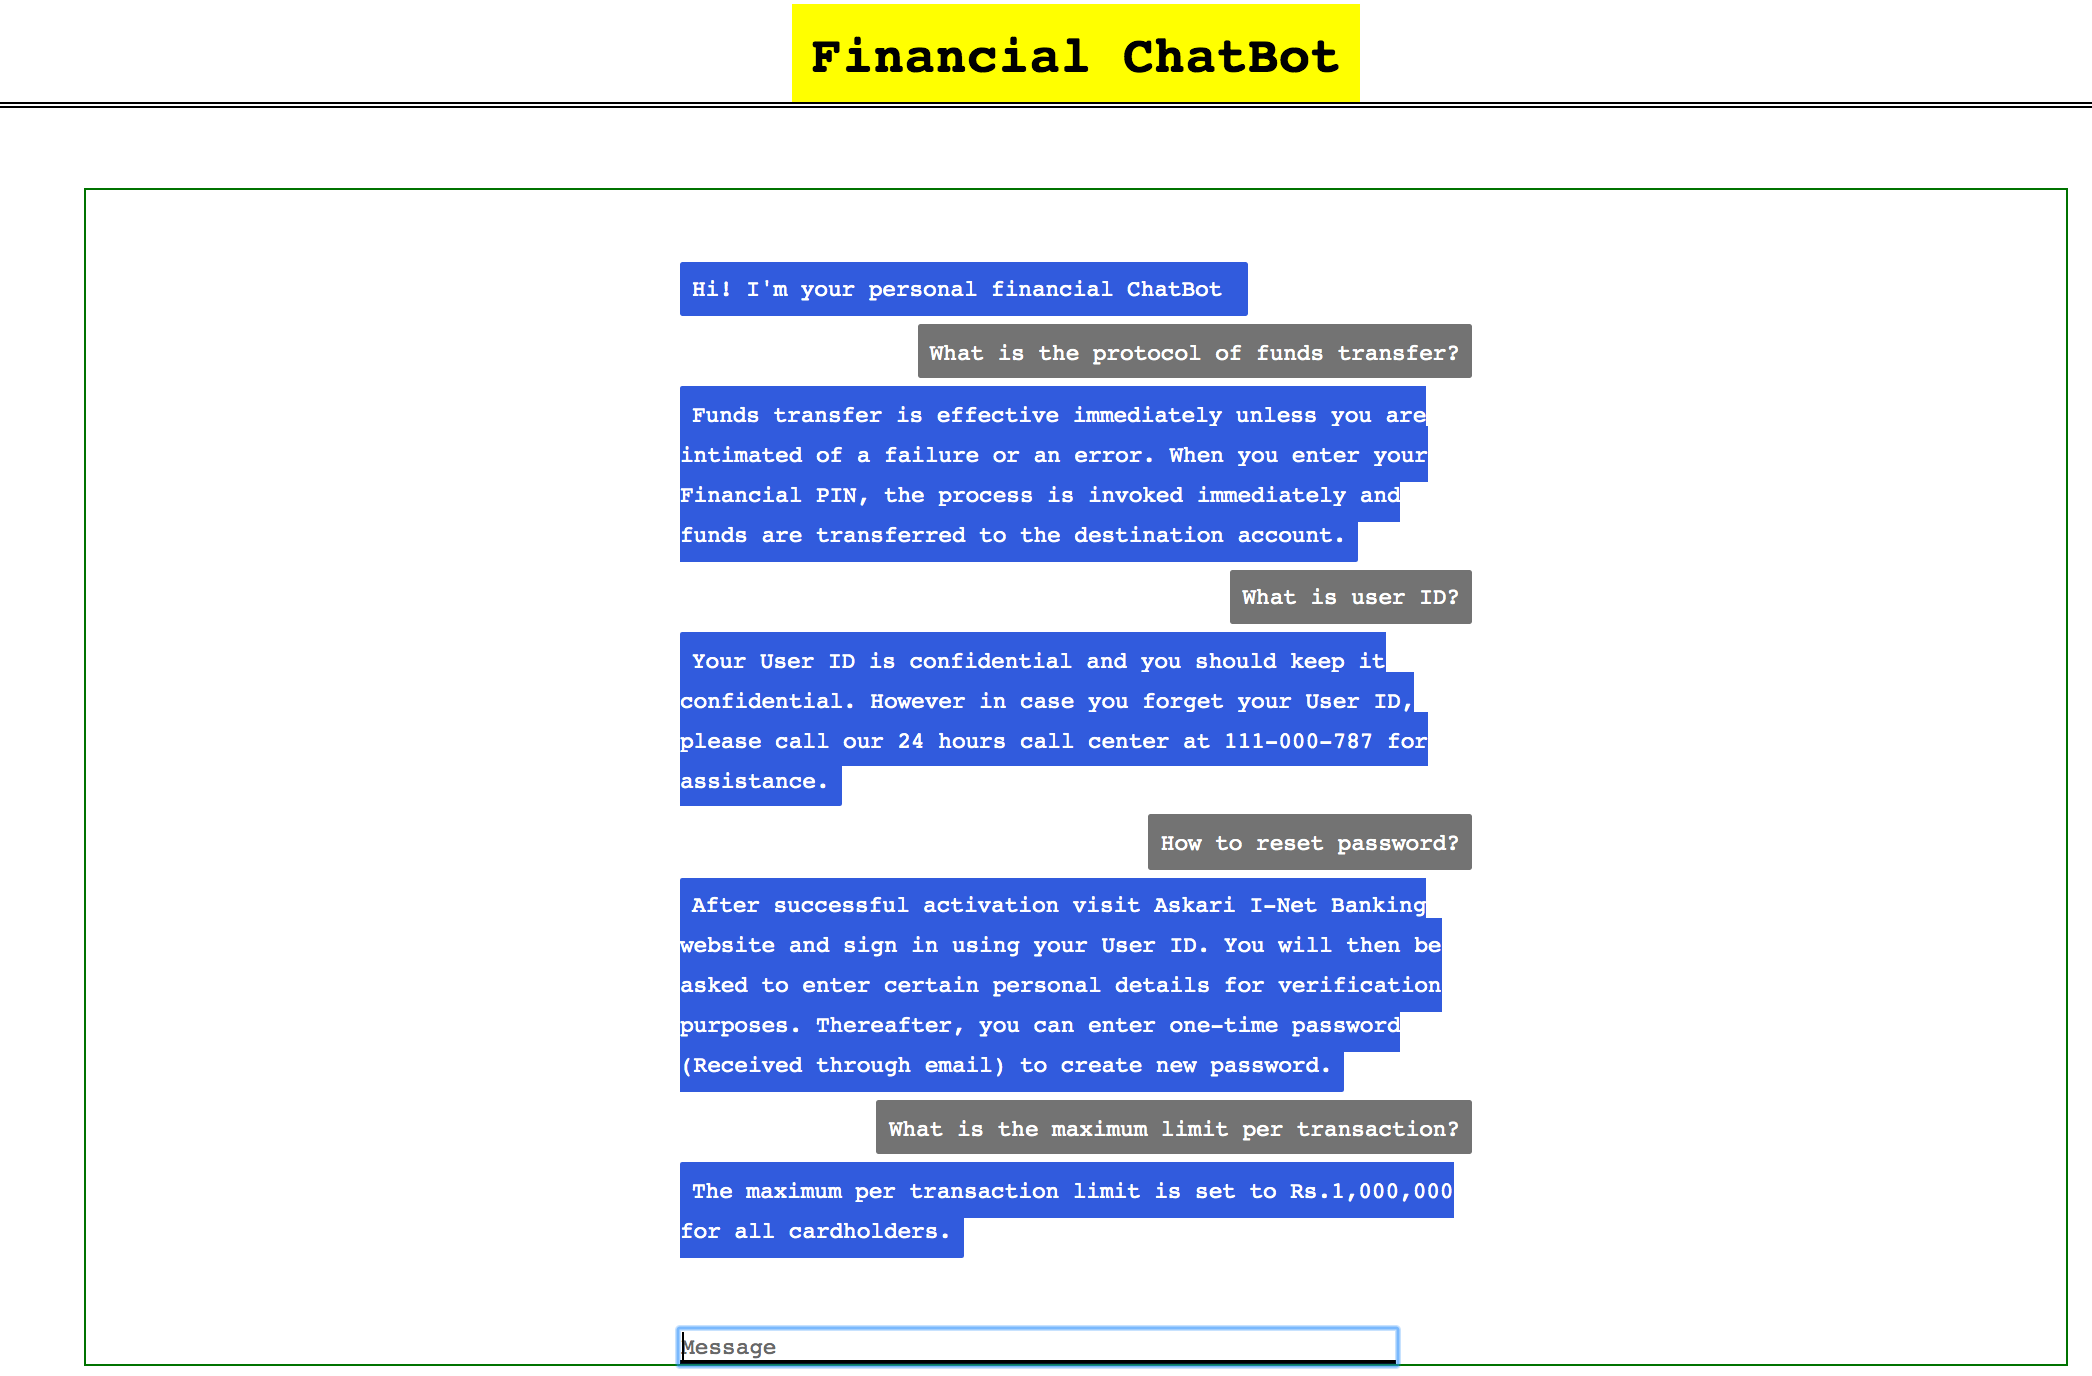 Financial ChatBot
Hi! I'm your personal financial ChatBot
What is the protocol of funds transfer?
Funds transfer is effective immediately unless you are
intimated of a failure or an error. When you enter your
Financial PIN, the process is invoked immediately and
funds are transferred to the destination account.
What is user ID?
Your User ID is confidential and you should keep it
confidential. However in case you forget your User ID,
please call our 24 hours call center at 111-000-787 for
assistance.
How to reset password?
After successful activation visit Askari I-Net Banking
website and sign in using your User ID. You will then be
asked to enter certain personal details for verification
purposes. Thereafter, you can enter one-time password
(Received through email) to create new password.
What is the maximum limit per transaction?
The maximum per transaction limit is set to Rs.1,000,000
for all cardholders.
Message